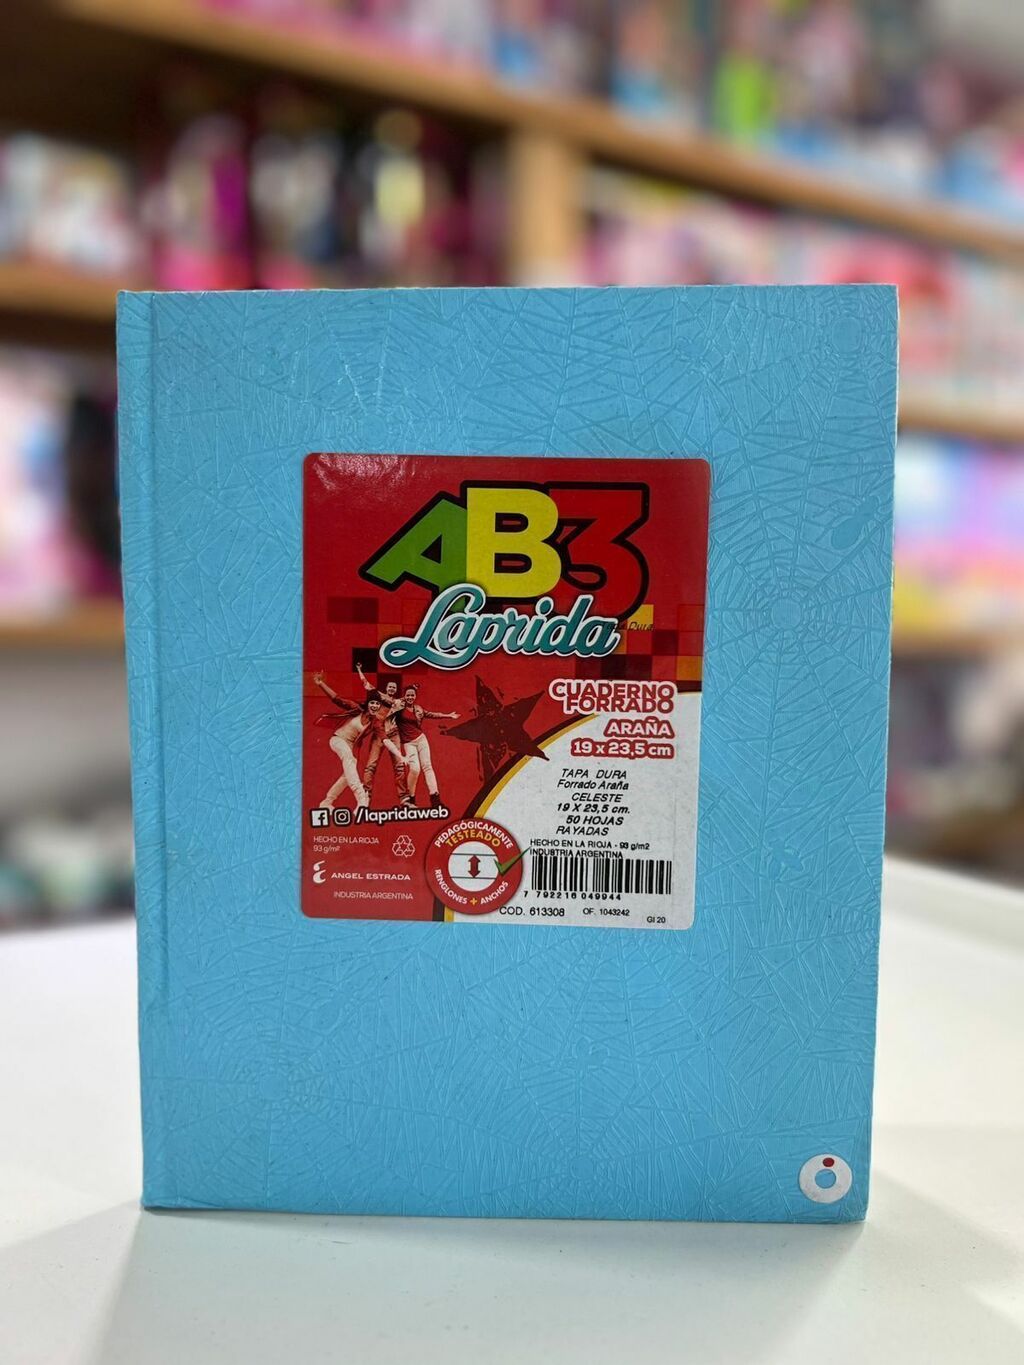 AB3
Laprida
Tapa Dura
CUADERNO
FORRADO
ARAÑA
19 x 23,5 cm
TAPA DURA
Forrado Araña
CELESTE
19 X 23,5 cm.
50 HOJAS
RAYADAS
/lapridaweb
HECHO EN LA RIOJA
93 g/m²
ANGEL ESTRADA
INDUSTRIA ARGENTINA
PEDAGÓGICAMENTE
TESTEADO
RENGLONES + ANCHOS
HECHO EN LA RIOJA - 93 g/m2
INDUSTRIA ARGENTINA
7 792216 049944
COD. 613308 OF. 1043242 GI 20